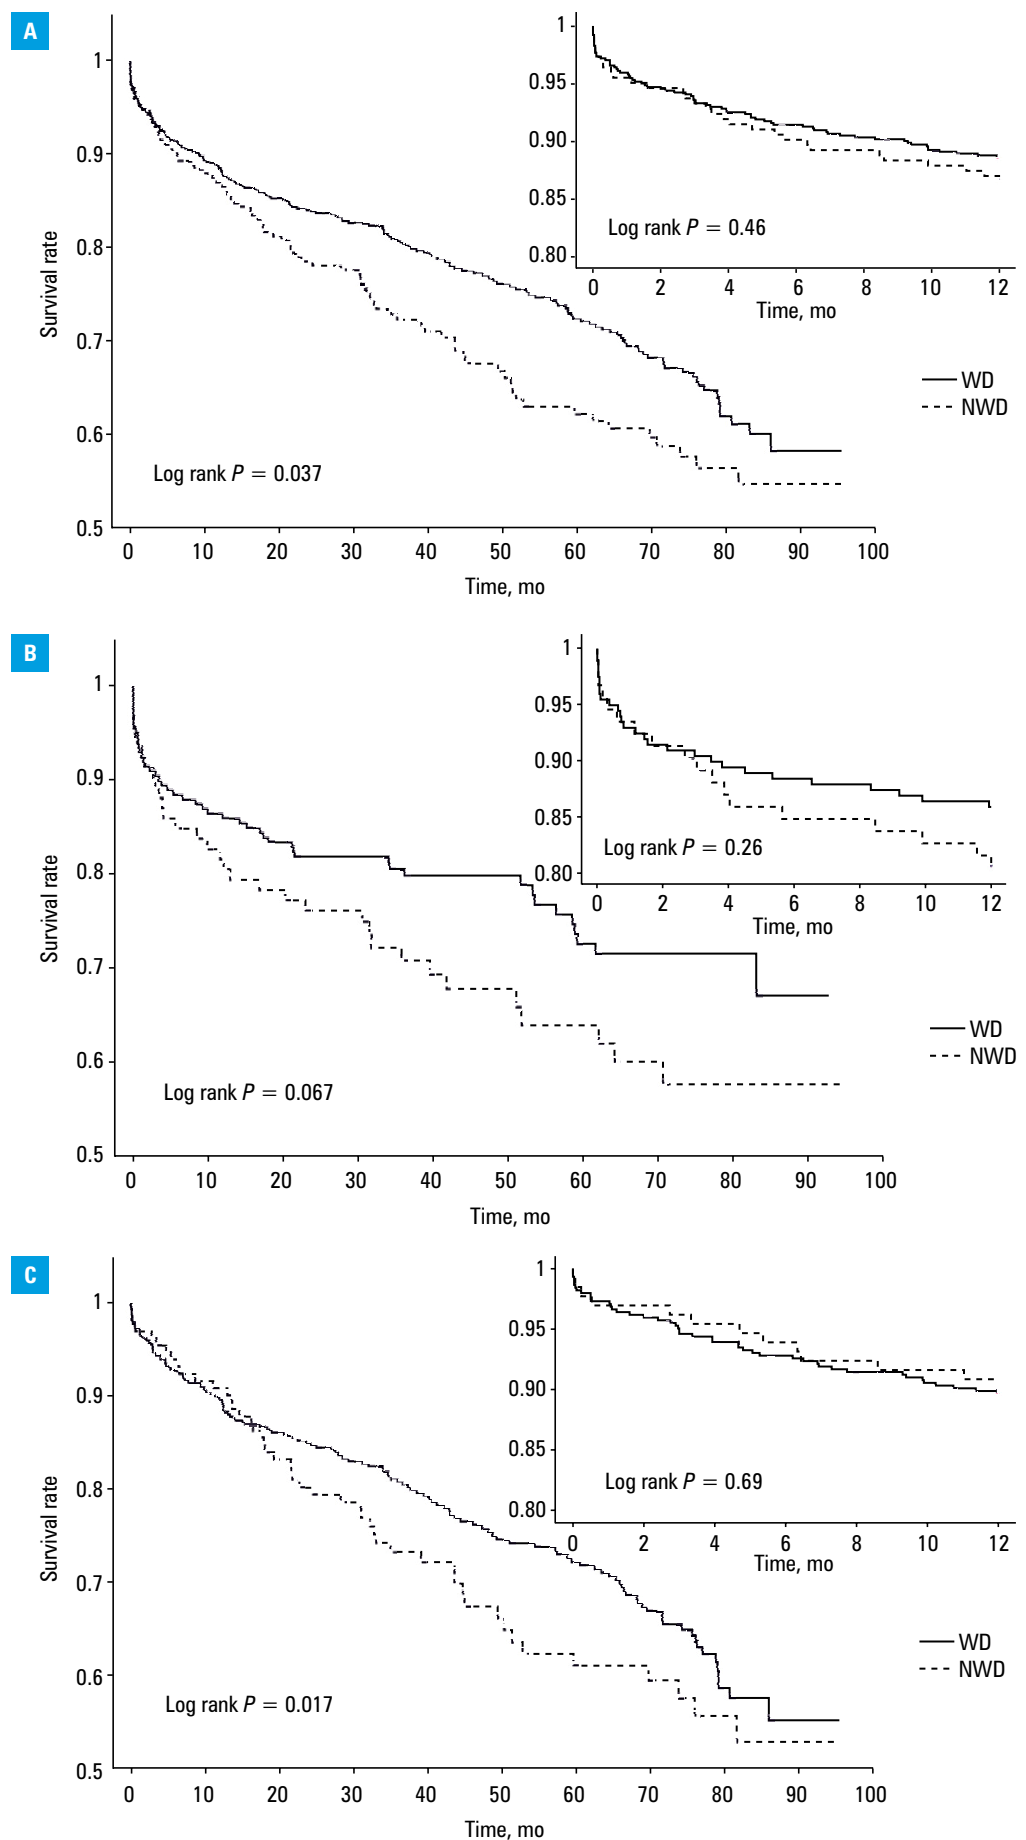 A
1
0.9
0.8
0.7
0.6
0.5
Survival rate
0 10 20 30 40 50 60 70 80 90 100
Time, mo
Log rank P = 0.037
1
0.95
0.90
0.85
0.80
0 2 4 6 8 10 12
Time, mo
Log rank P = 0.46
WD
NWD
B
1
0.9
0.8
0.7
0.6
0.5
Survival rate
0 10 20 30 40 50 60 70 80 90 100
Time, mo
Log rank P = 0.067
1
0.95
0.90
0.85
0.80
0 2 4 6 8 10 12
Time, mo
Log rank P = 0.26
WD
NWD
C
1
0.9
0.8
0.7
0.6
0.5
Survival rate
0 10 20 30 40 50 60 70 80 90 100
Time, mo
Log rank P = 0.017
1
0.95
0.90
0.85
0.80
0 2 4 6 8 10 12
Time, mo
Log rank P = 0.69
WD
NWD